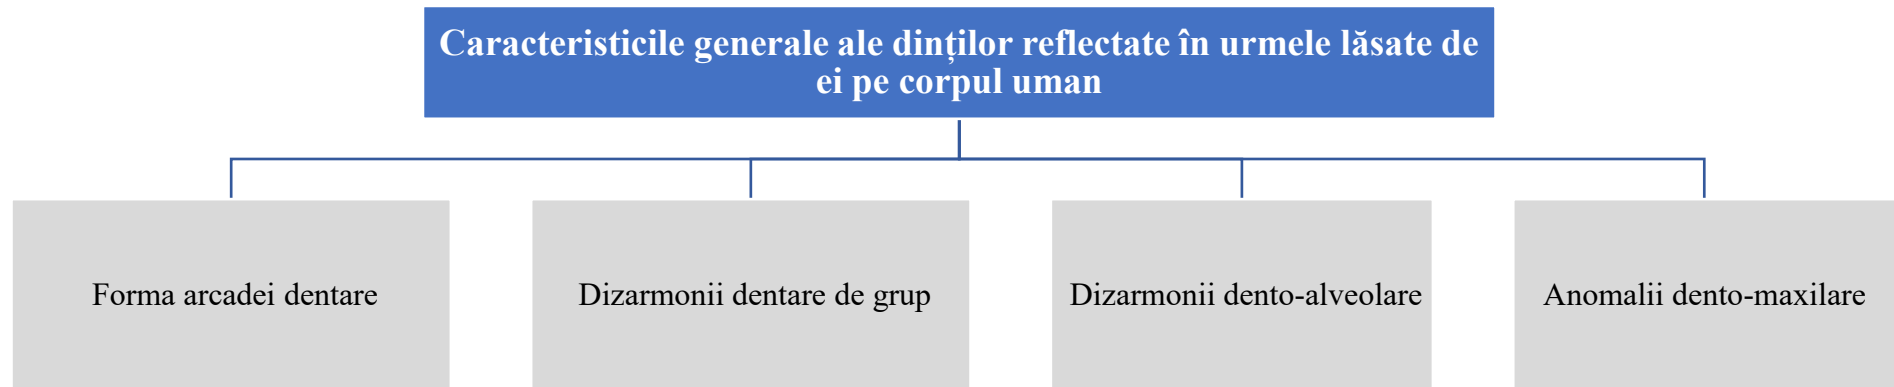 Caracteristicile generale ale dinților reflectate în urmele lăsate de
ei pe corpul uman
Forma arcadei dentare
Dizarmonii dentare de grup
Dizarmonii dento-alveolare
Anomalii dento-maxilare